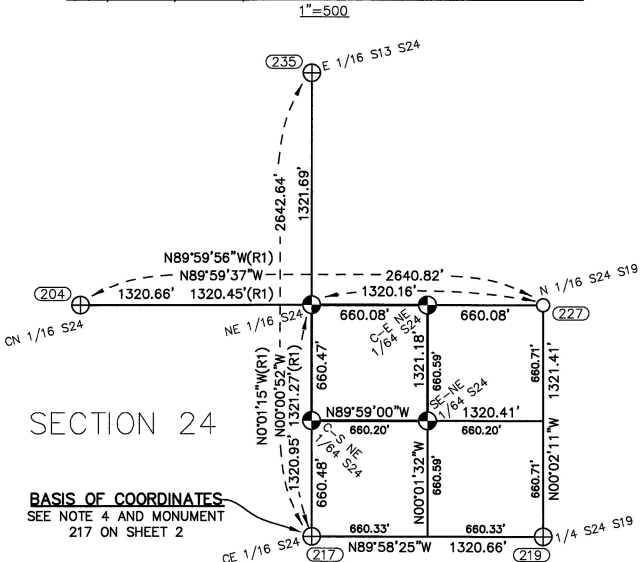 1"=500
235
E 1/16 S13 S24
2642.64'
1321.69'
N89°59'56"W(R1)
N89°59'37"W
2640.82'
204
1320.66'
1320.45'(R1)
1320.16'
N 1/16 S24 S19
CN 1/16 S24
NE 1/16 S24
660.08'
C-E NE
1/64 S24
660.08'
227
N0°01'15"W(R1)
N00°00'52"W
1321.27'(R1)
1320.95'
660.47'
1321.18'
660.59'
660.71'
1321.41'
SE-NE
1/64 S24
SECTION 24
N89°59'00"W
1320.41'
660.20'
660.20'
C-S NE
1/64 S24
660.48'
N00°01'32"W
660.59'
660.71'
N00°02'11"W
BASIS OF COORDINATES
SEE NOTE 4 AND MONUMENT
217 ON SHEET 2
660.33'
660.33'
1/4 S24 S19
CE 1/16 S24
217
N89°58'25"W
1320.66'
219